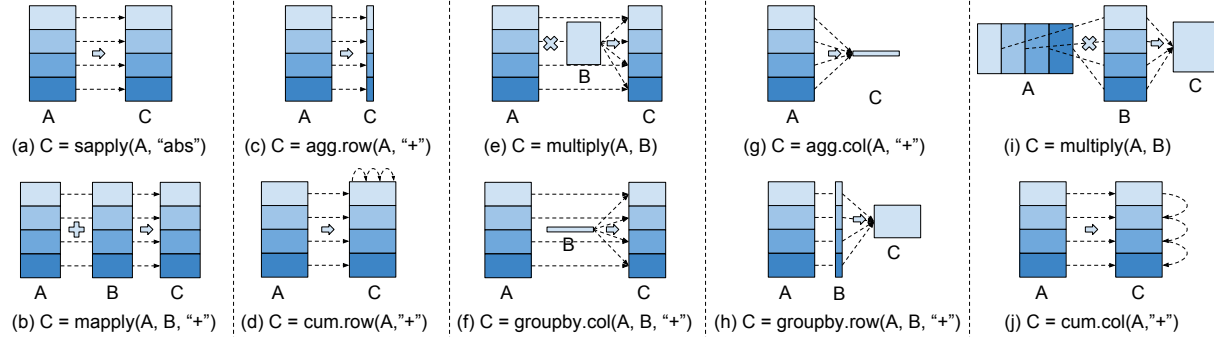 A C
(a) C = sapply(A, “abs”)
A B C
(b) C = mapply(A, B, “+”)
A C
(c) C = agg.row(A, “+”)
A C
(d) C = cum.row(A,”+”)
B
A C
(e) C = multiply(A, B)
B
A C
(f) C = groupby.col(A, B, “+”)
C
A
(g) C = agg.col(A, “+”)
C
A B
(h) C = groupby.row(A, B, “+”)
A C
B
(i) C = multiply(A, B)
A C
(j) C = cum.col(A,”+”)